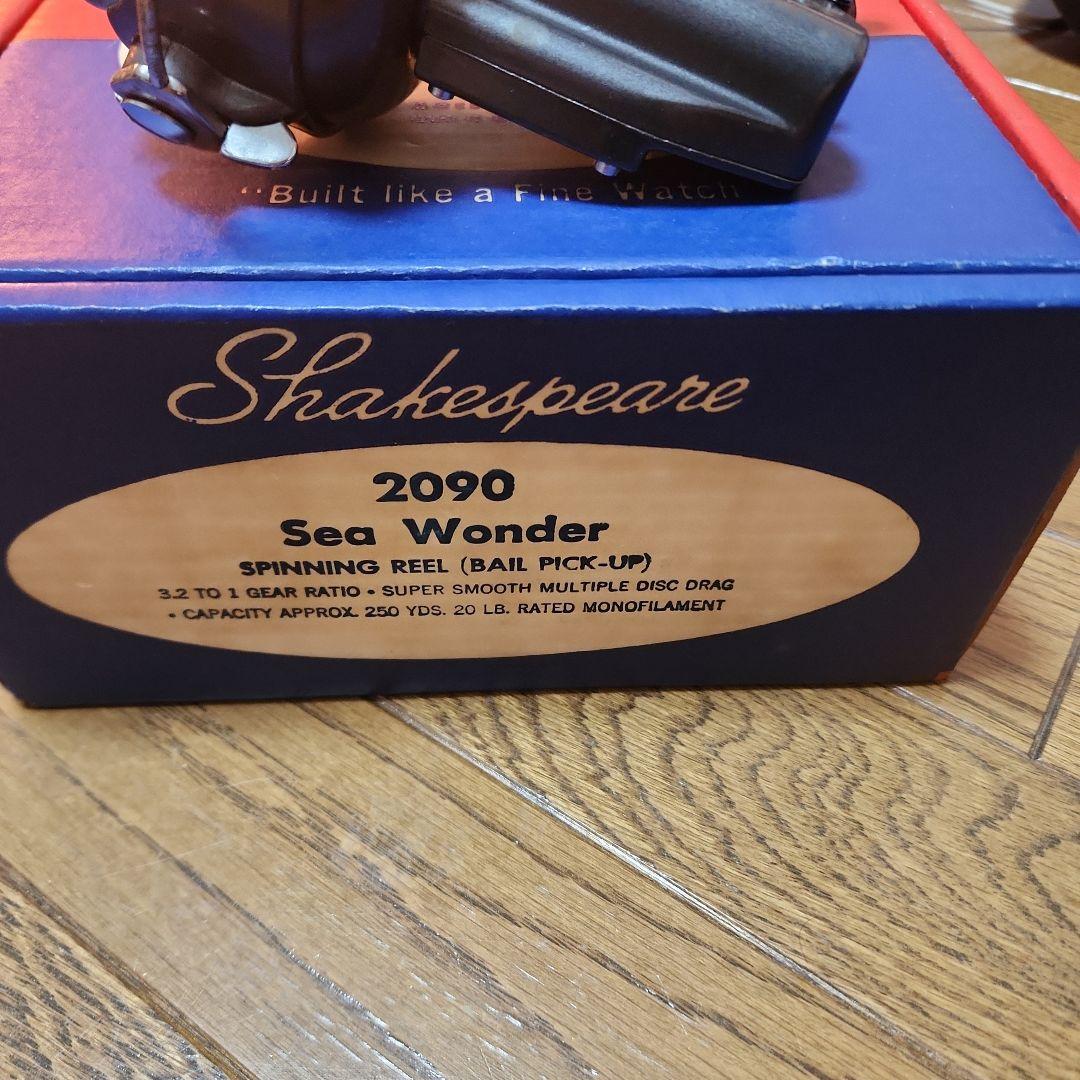 "Built like a Fine Watch
Shakespeare
2090
Sea Wonder
SPINNING REEL (BAIL PICK-UP)
3.2 TO 1 GEAR RATIO • SUPER SMOOTH MULTIPLE DISC DRAG
• CAPACITY APPROX. 250 YDS. 20 LB. RATED MONOFILAMENT